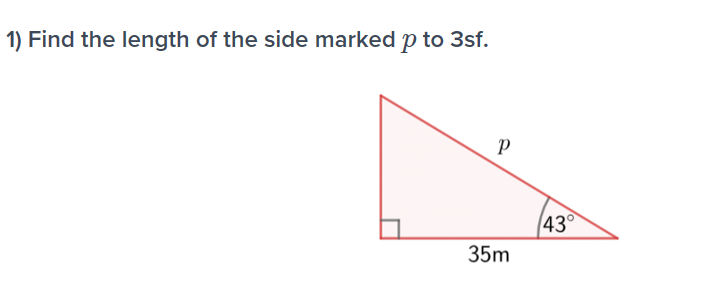 1) Find the length of the side marked p to 3sf.
p
43°
35m